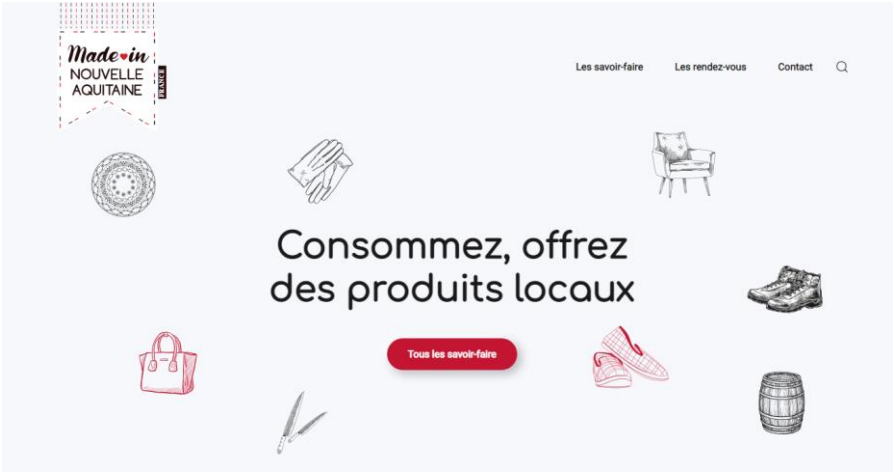 Made in
NOUVELLE
AQUITAINE
FRANCE
Les savoir-faire
Les rendez-vous
Contact
Consommez, offrez
des produits locaux
Tous les savoir-faire